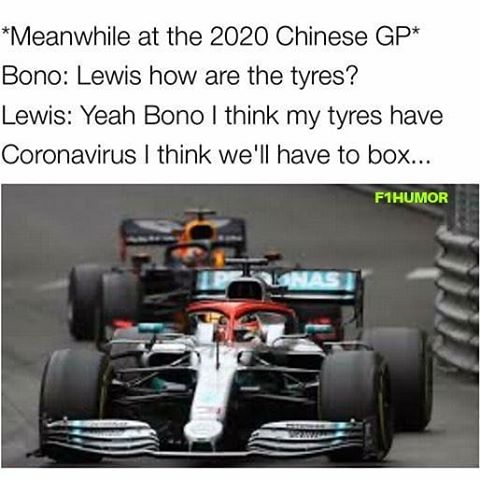 *Meanwhile at the 2020 Chinese GP*
Bono: Lewis how are the tyres?
Lewis: Yeah Bono I think my tyres have
Coronavirus I think we'll have to box...
F1HUMOR